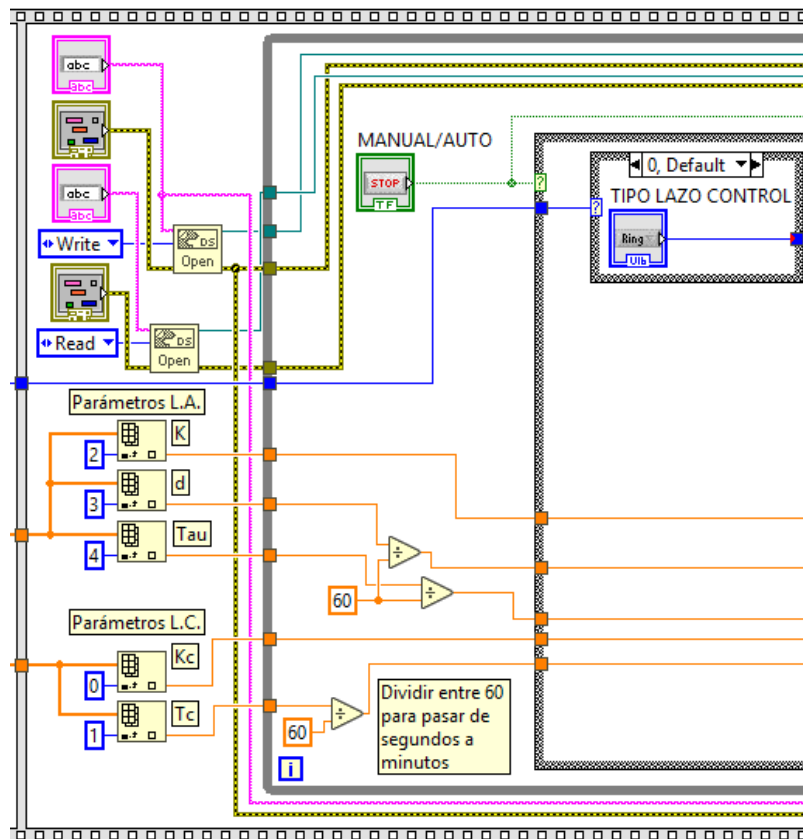 abc
abc
abc
abc
Write
DS
Open
Read
DS
Open
MANUAL/AUTO
STOP
TF
?
0, Default
TIPO LAZO CONTROL
?
Ring
U16
Parámetros L.A.
K
2
d
3
Tau
4
60
Parámetros L.C.
Kc
0
Tc
1
60
Dividir entre 60
para pasar de
segundos a
minutos
i